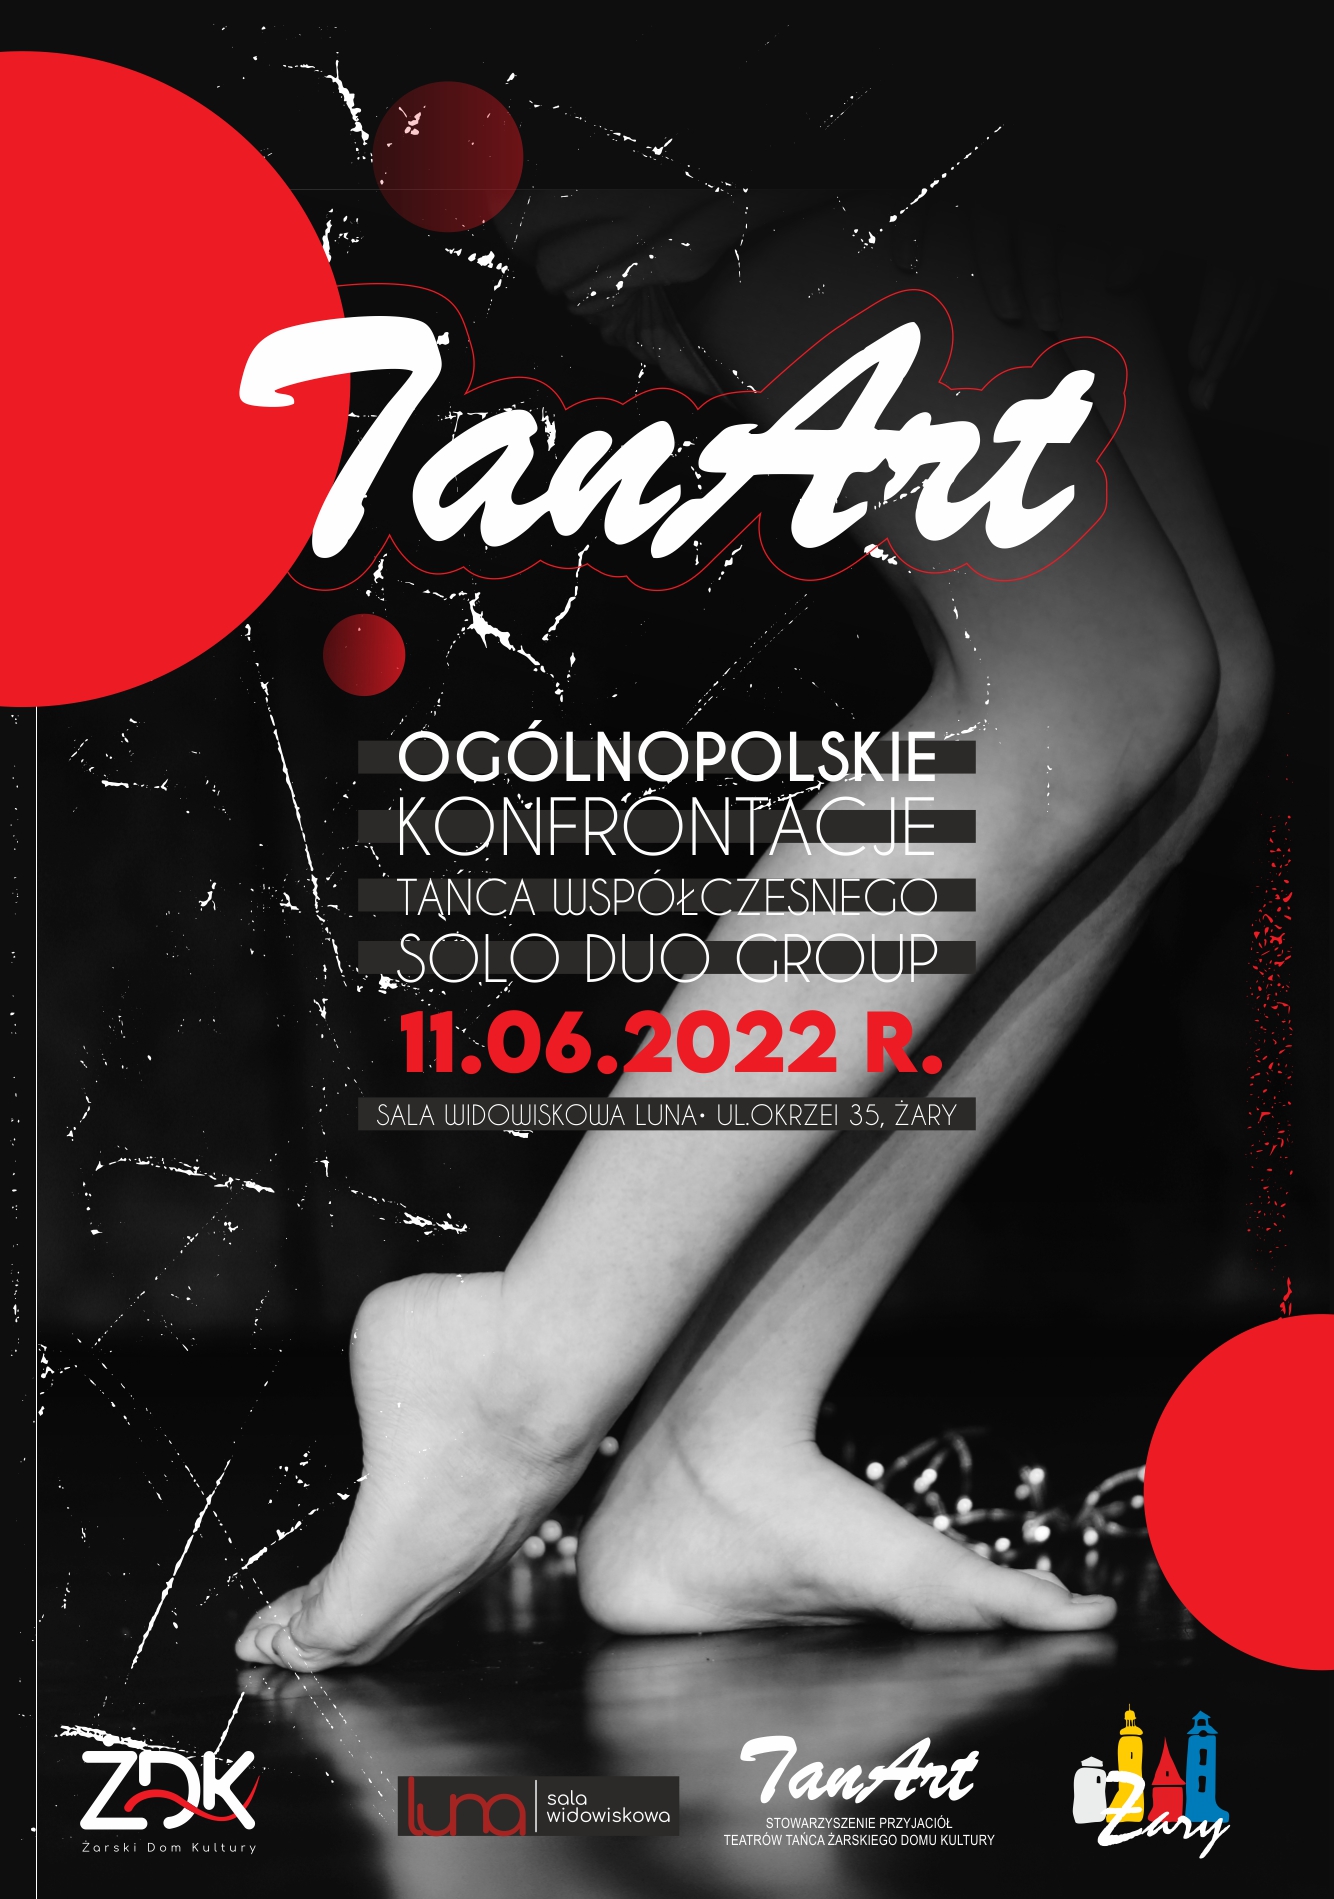 TanArt
OGÓLNOPOLSKIE
KONFRONTACJE
TAŃCA WSPÓŁCZESNEGO
SOLO DUO GROUP
11.06.2022 R.
SALA WIDOWISKOWA LUNA• UL.OKRZEI 35, ŻARY
ZDK
Żarski Dom Kultury
luna
sala
widowiskowa
TanArt
STOWARZYSZENIE PRZYJACIÓŁ
TEATRÓW TAŃCA ŻARSKIEGO DOMU KULTURY
Żary